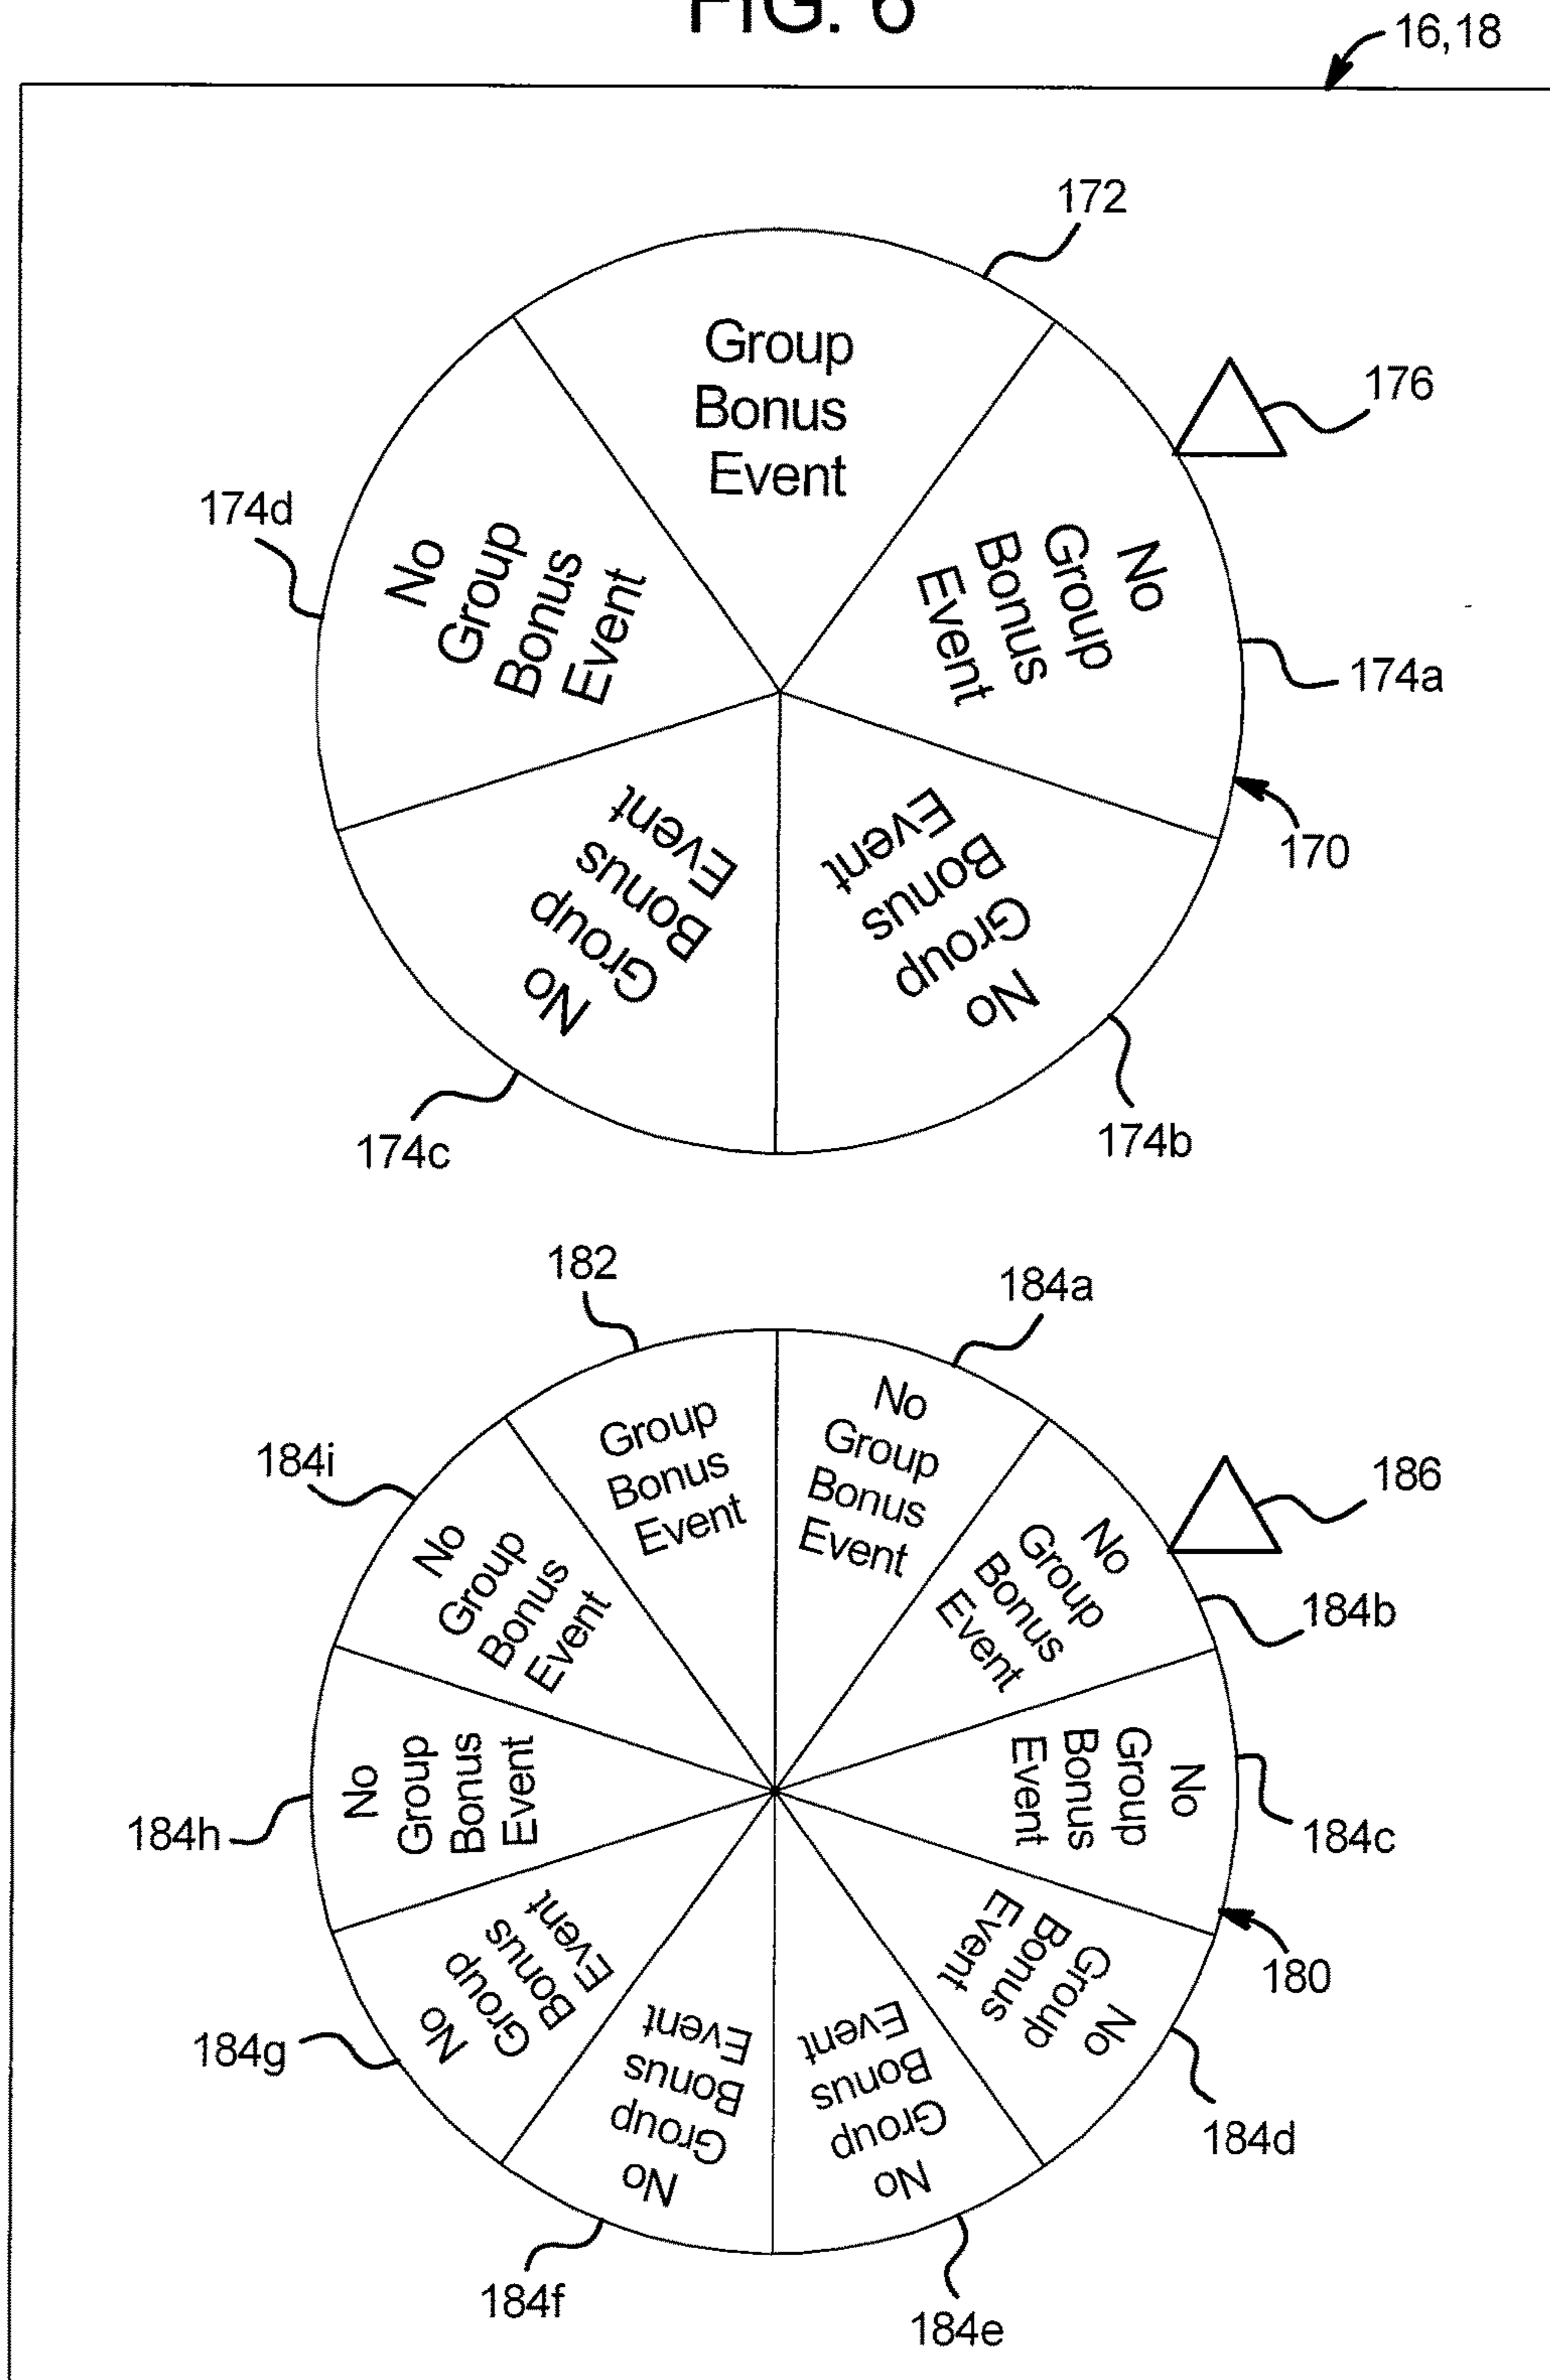 FIG. 6
16,18
172
Group
Bonus
Event
176
174d
No
Group
Bonus
Event
No
Group
Bonus
Event
174a
170
No
Group
Bonus
Event
No
Group
Bonus
Event
174c
174b
182
184a
Group
Bonus
Event
No
Group
Bonus
Event
184i
186
No
Group
Bonus
Event
No
Group
Bonus
Event
184b
No
Group
Bonus
Event
No
Group
Bonus
Event
184h
184c
No
Group
Bonus
Event
No
Group
Bonus
Event
180
184g
No
Group
Bonus
Event
No
Group
Bonus
Event
184d
184f
184e